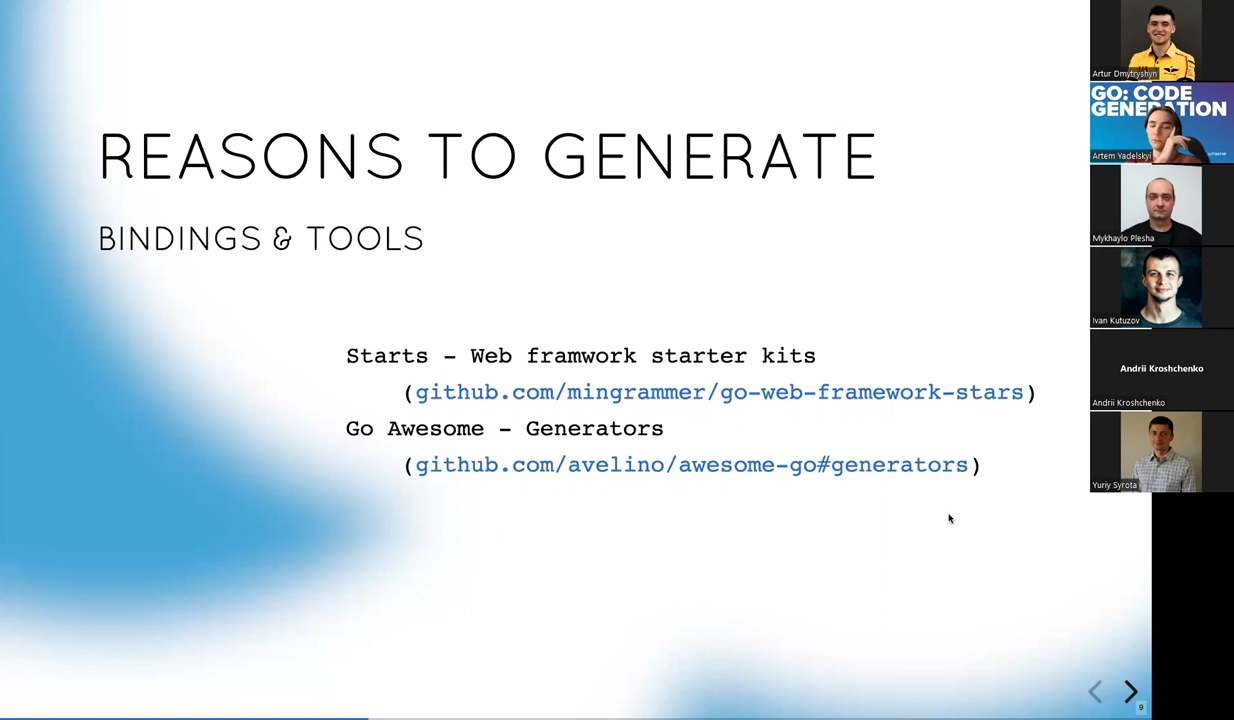 REASONS TO GENERATE
BINDINGS & TOOLS
Starts - Web framwork starter kits
(github.com/mingrammer/go-web-framework-stars)
Go Awesome - Generators
(github.com/avelino/awesome-go#generators)
9
Artur Dmytryshyn
GO: CODE
GENERATION
Artem Yadelskyi
Mykhaylo Plesha
Ivan Kutuzov
Andrii Kroshchenko
Andrii Kroshchenko
Yuriy Syrota